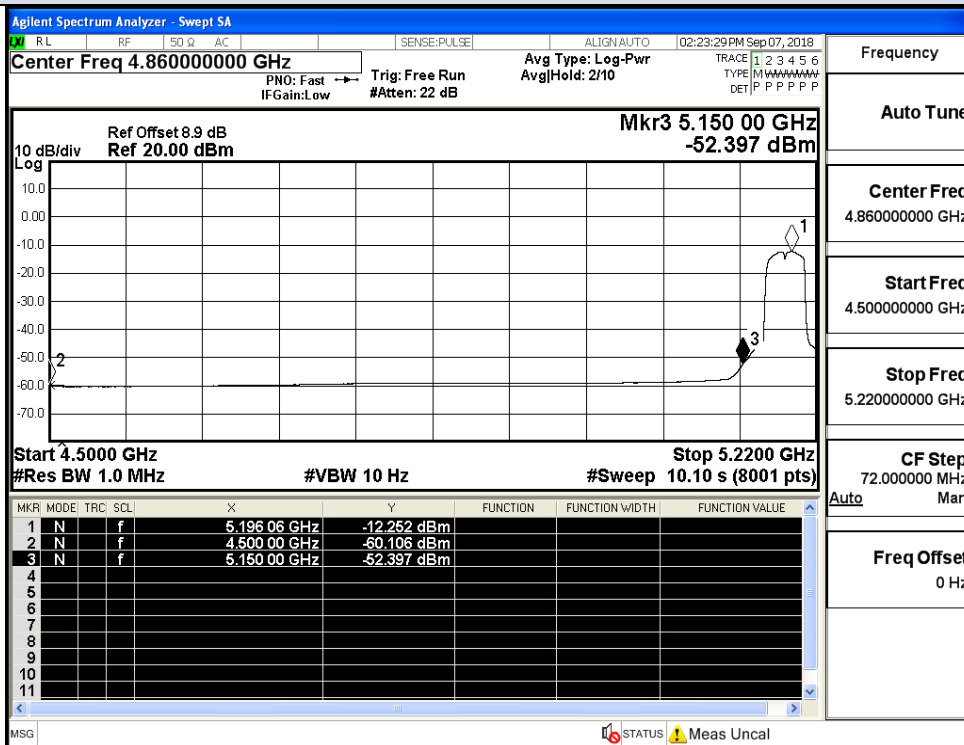 Agilent Spectrum Analyzer - Swept SA
LXI RL RF 50 Ω AC SENSE:PULSE ALIGN AUTO 02:23:29 PM Sep 07, 2018
Center Freq 4.860000000 GHz
PNO: Fast
IFGain:Low
Trig: Free Run
#Atten: 22 dB
Avg Type: Log-Pwr
Avg|Hold: 2/10
TRACE 1 2 3 4 5 6
TYPE M WWWWW
DET P P P P P P
Mkr3 5.150 00 GHz
-52.397 dBm
Ref Offset 8.9 dB
10 dB/div Ref 20.00 dBm
Log
10.0
0.00
-10.0
-20.0
-30.0
-40.0
-50.0
-60.0
-70.0
1
2
3
Start 4.5000 GHz Stop 5.2200 GHz
#Res BW 1.0 MHz #VBW 10 Hz #Sweep 10.10 s (8001 pts)
MKR MODE TRC SCL X Y FUNCTION FUNCTION WIDTH FUNCTION VALUE
1 N f 5.196 06 GHz -12.252 dBm
2 N f 4.500 00 GHz -60.106 dBm
3 N f 5.150 00 GHz -52.397 dBm
4
5
6
7
8
9
10
11
MSG STATUS Meas Uncal
Frequency
Auto Tune
Center Freq
4.860000000 GHz
Start Freq
4.500000000 GHz
Stop Freq
5.220000000 GHz
CF Step
72.000000 MHz
Auto Man
Freq Offset
0 Hz